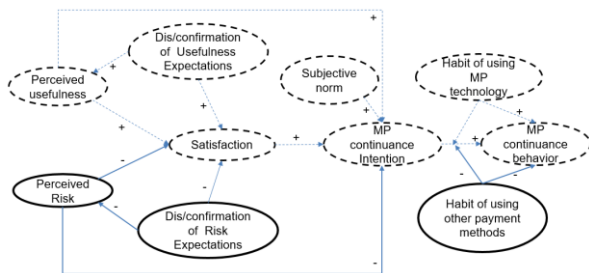 +
Dis/confirmation
of Usefulness
Expectations
+
Perceived
usefulness
Subjective
norm
Habit of using
MP
technology
+
+
+
+
Satisfaction
+
MP
continuance
Intention
+
MP
continuance
behavior
-
-
-
-
Perceived
Risk
-
Dis/confirmation
of Risk
Expectations
Habit of using
other payment
methods
-